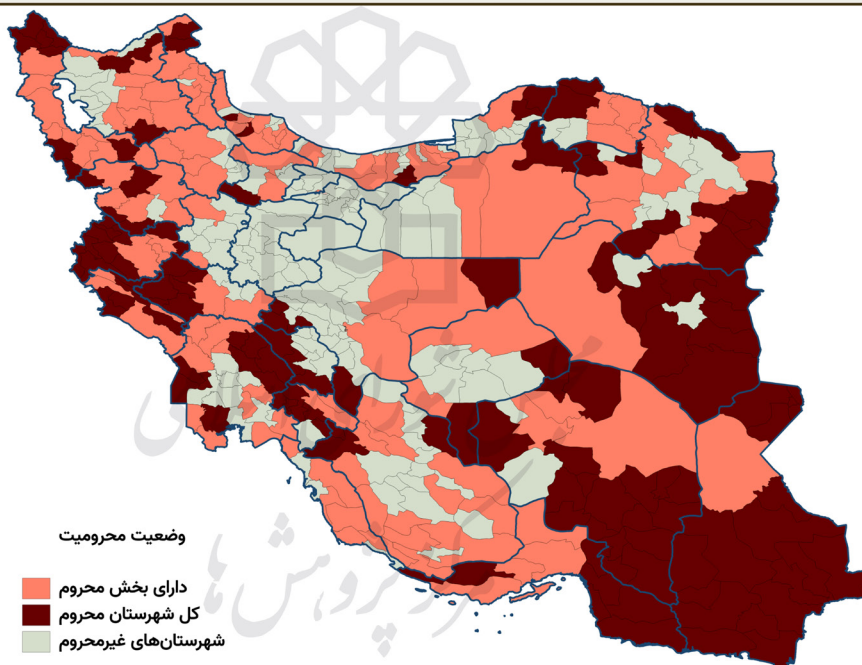 وضعیت محرومیت
دارای بخش محروم
کل شهرستان محروم
شهرستان‌های غیرمحروم